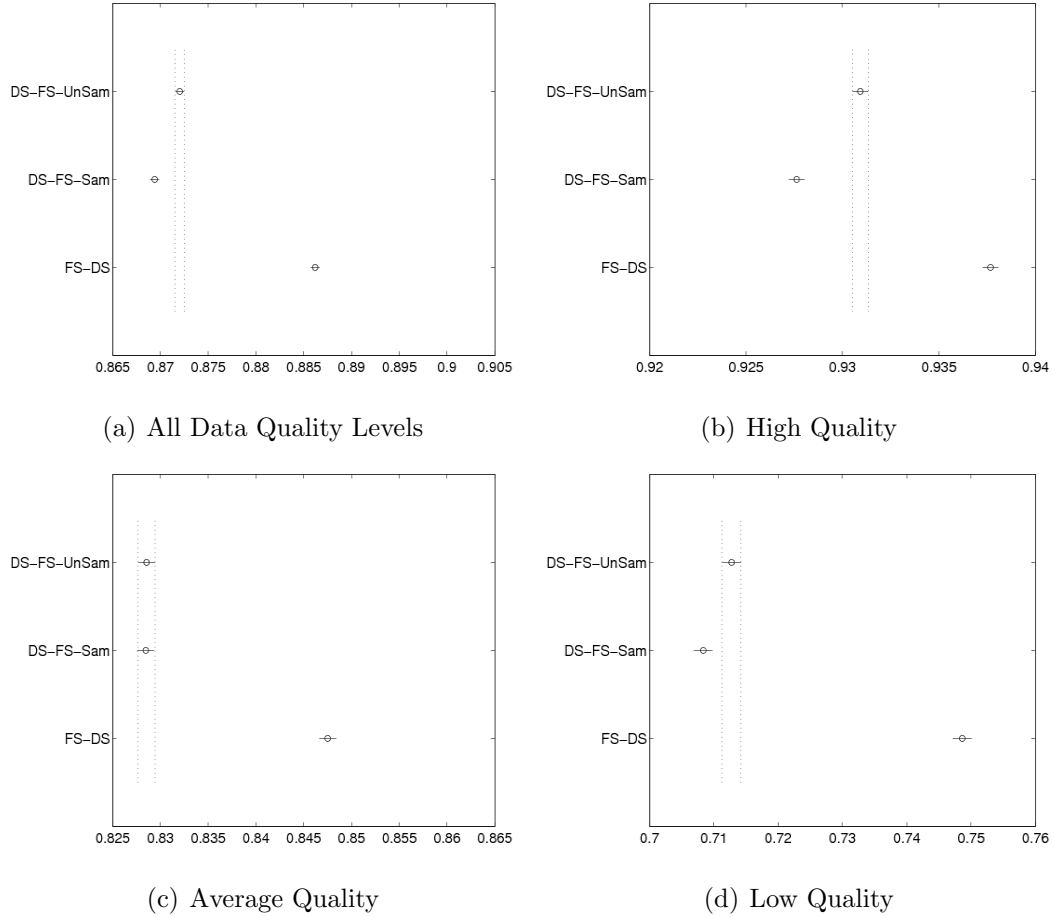 DS-FS-UnSam
DS-FS-Sam
FS-DS
0.865 0.87 0.875 0.88 0.885 0.89 0.895 0.9 0.905
(a) All Data Quality Levels
DS-FS-UnSam
DS-FS-Sam
FS-DS
0.92 0.925 0.93 0.935 0.94
(b) High Quality
DS-FS-UnSam
DS-FS-Sam
FS-DS
0.825 0.83 0.835 0.84 0.845 0.85 0.855 0.86 0.865
(c) Average Quality
DS-FS-UnSam
DS-FS-Sam
FS-DS
0.7 0.71 0.72 0.73 0.74 0.75 0.76
(d) Low Quality